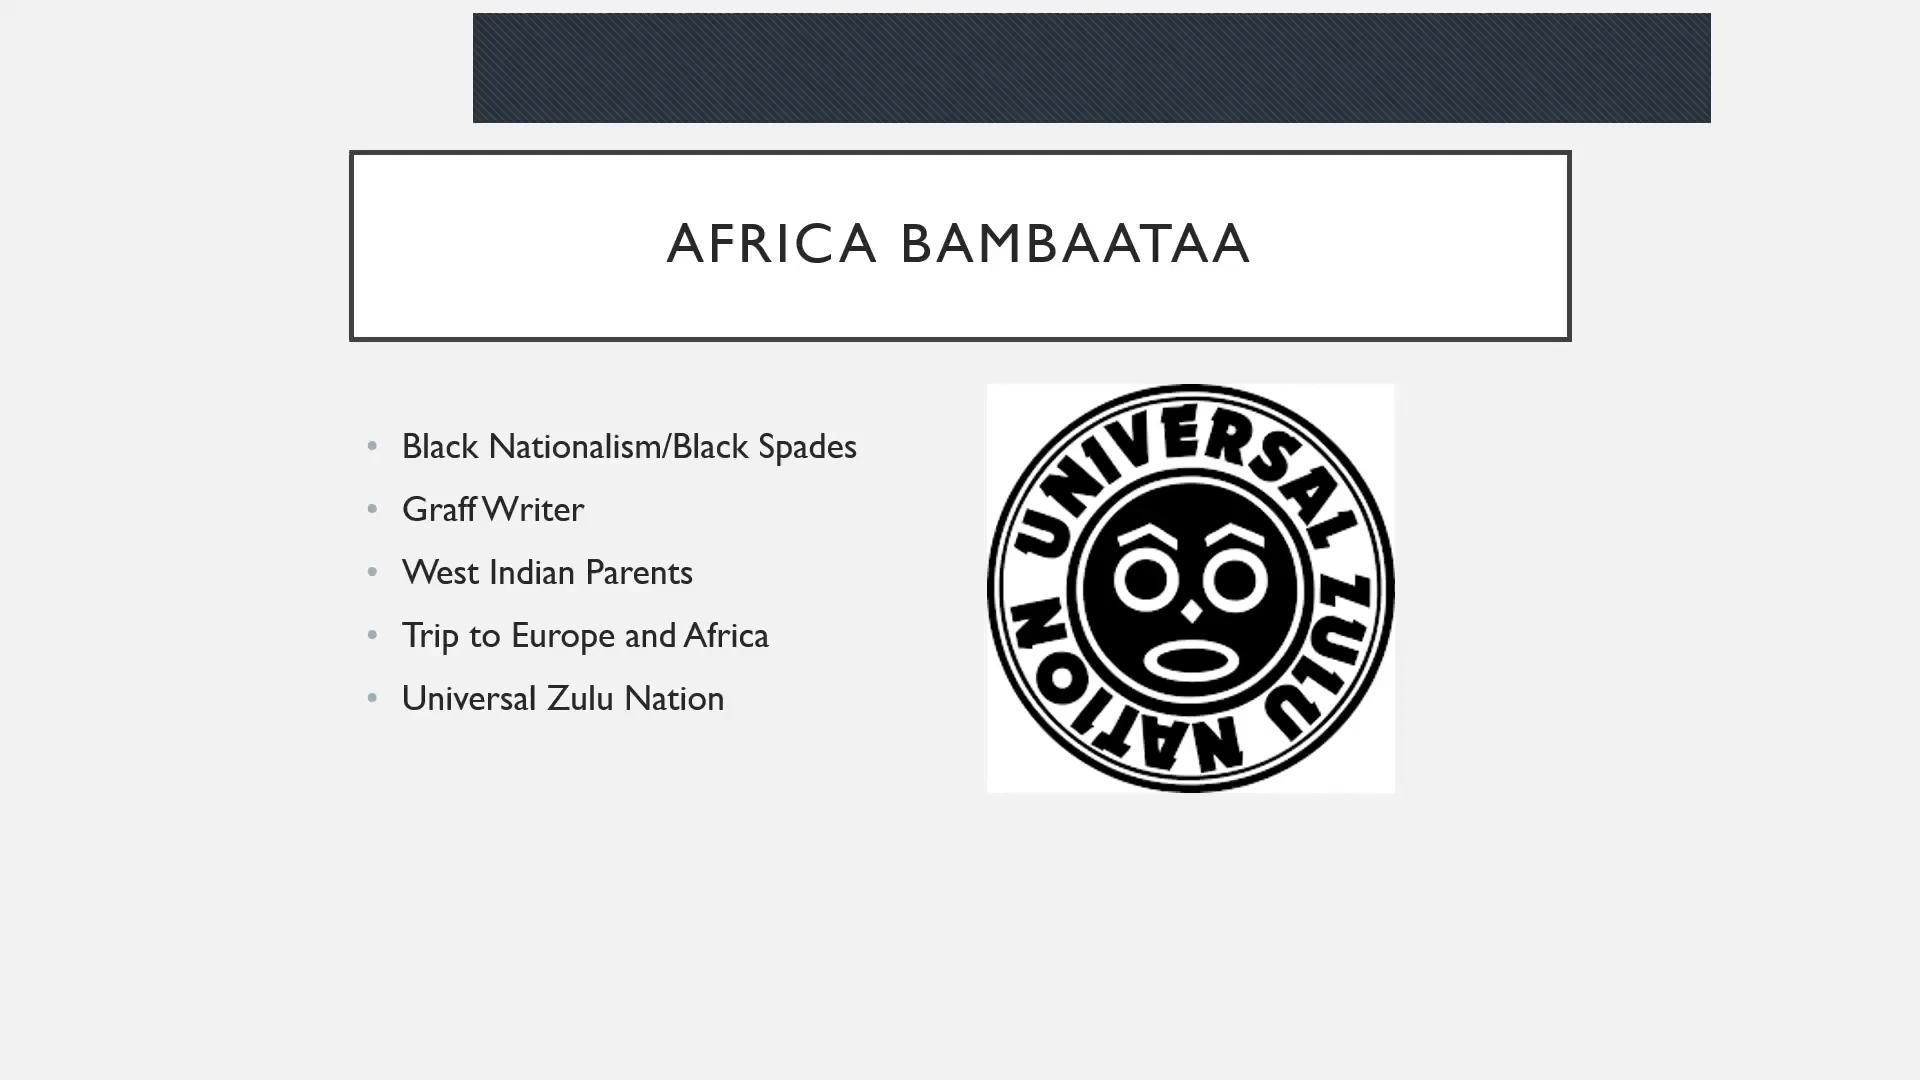 AFRICA BAMBAATAA
Black Nationalism/Black Spades
Graff Writer
West Indian Parents
Trip to Europe and Africa
Universal Zulu Nation
UNIVERSAL ZULU NATION